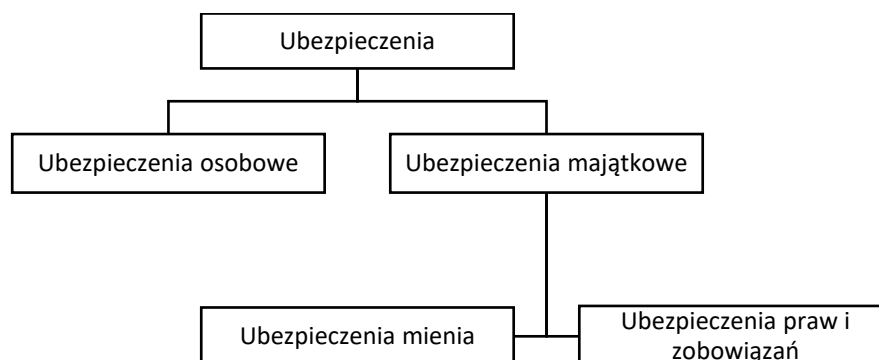 Ubezpieczenia
Ubezpieczenia osobowe
Ubezpieczenia majątkowe
Ubezpieczenia mienia
Ubezpieczenia praw i
zobowiązań